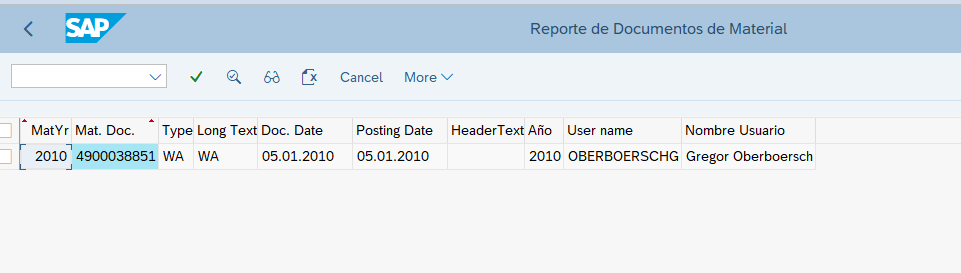 SAP Reporte de Documentos de Material
Cancel More
MatYr Mat. Doc. Type Long Text Doc. Date Posting Date HeaderText Año User name Nombre Usuario
2010 4900038851 WA WA 05.01.2010 05.01.2010 2010 OBERBOERSCHG Gregor Oberboersch